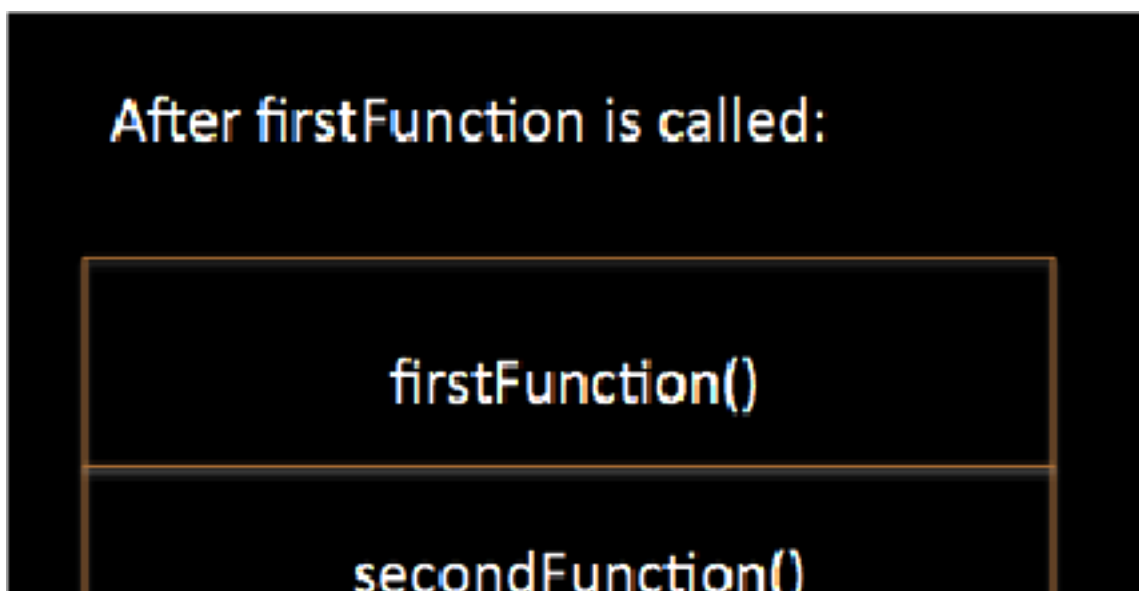 After firstFunction is called:
firstFunction()
secondFunction()